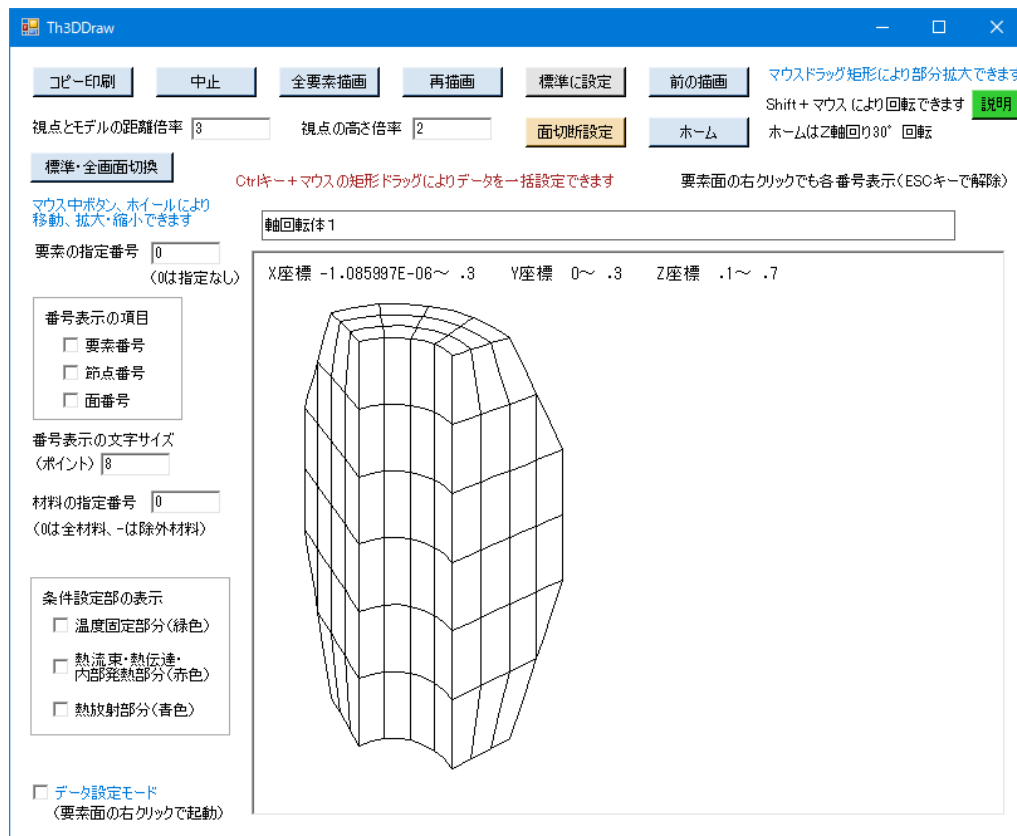 Th3DDraw
コピー印刷 中止 全要素描画 再描画 標準に設定 前の描画
マウスドラッグ矩形により部分拡大できます
Shift+マウス により回転できます 説明
視点とモデルの距離倍率 3 視点の高さ倍率 2 面切断設定 ホーム ホームはZ軸回り30° 回転
標準・全画面切換
Ctrlキー+マウスの矩形ドラッグによりデータを一括設定できます 要素面の右クリックでも各番号表示(ESCキーで解除)
マウス中ボタン、ホイールにより
移動、拡大・縮小できます
軸回転体1
要素の指定番号 0
(0は指定なし)
X座標 -1.085997E-06~ .3 Y座標 0~ .3 Z座標 .1~ .7
番号表示の項目
要素番号
節点番号
面番号
番号表示の文字サイズ
(ポイント) 8
材料の指定番号 0
(0は全材料、-は除外材料)
条件設定部の表示
温度固定部分(緑色)
熱流束・熱伝達・
内部発熱部分(赤色)
熱放射部分(青色)
データ設定モード
(要素面の右クリックで起動)